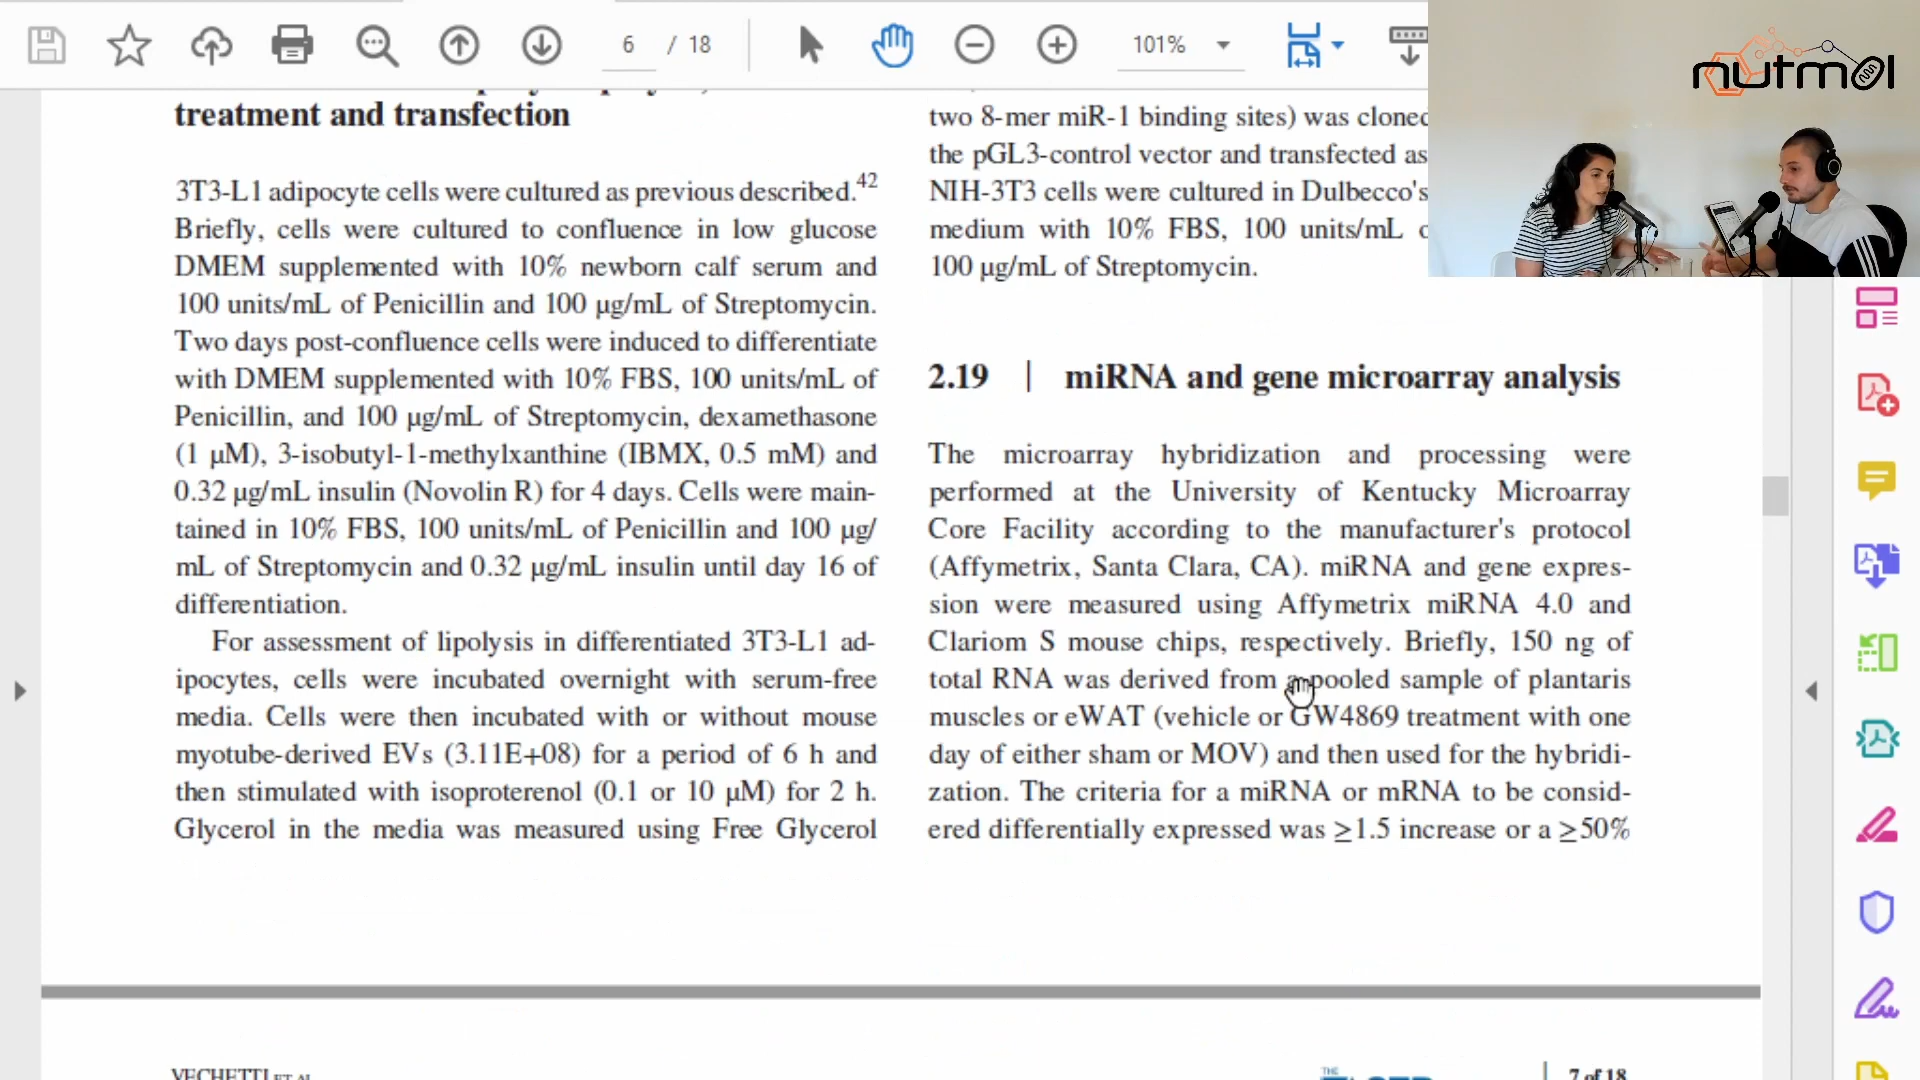 6 / 18
101%
nutmol
treatment and transfection
3T3-L1 adipocyte cells were cultured as previous described.42
Briefly, cells were cultured to confluence in low glucose
DMEM supplemented with 10% newborn calf serum and
100 units/mL of Penicillin and 100 μg/mL of Streptomycin.
Two days post-confluence cells were induced to differentiate
with DMEM supplemented with 10% FBS, 100 units/mL of
Penicillin, and 100 μg/mL of Streptomycin, dexamethasone
(1 μM), 3-isobutyl-1-methylxanthine (IBMX, 0.5 mM) and
0.32 μg/mL insulin (Novolin R) for 4 days. Cells were main-
tained in 10% FBS, 100 units/mL of Penicillin and 100 μg/
mL of Streptomycin and 0.32 μg/mL insulin until day 16 of
differentiation.
For assessment of lipolysis in differentiated 3T3-L1 ad-
ipocytes, cells were incubated overnight with serum-free
media. Cells were then incubated with or without mouse
myotube-derived EVs (3.11E+08) for a period of 6 h and
then stimulated with isoproterenol (0.1 or 10 μM) for 2 h.
Glycerol in the media was measured using Free Glycerol
two 8-mer miR-1 binding sites) was cloned
the pGL3-control vector and transfected as
NIH-3T3 cells were cultured in Dulbecco's
medium with 10% FBS, 100 units/mL
100 μg/mL of Streptomycin.
2.19 | miRNA and gene microarray analysis
The microarray hybridization and processing were
performed at the University of Kentucky Microarray
Core Facility according to the manufacturer's protocol
(Affymetrix, Santa Clara, CA). miRNA and gene expres-
sion were measured using Affymetrix miRNA 4.0 and
Clariom S mouse chips, respectively. Briefly, 150 ng of
total RNA was derived from a pooled sample of plantaris
muscles or eWAT (vehicle or GW4869 treatment with one
day of either sham or MOV) and then used for the hybridi-
zation. The criteria for a miRNA or mRNA to be consid-
ered differentially expressed was ≥1.5 increase or a ≥50%
VECHETTI ET AL
THE
7 of 18